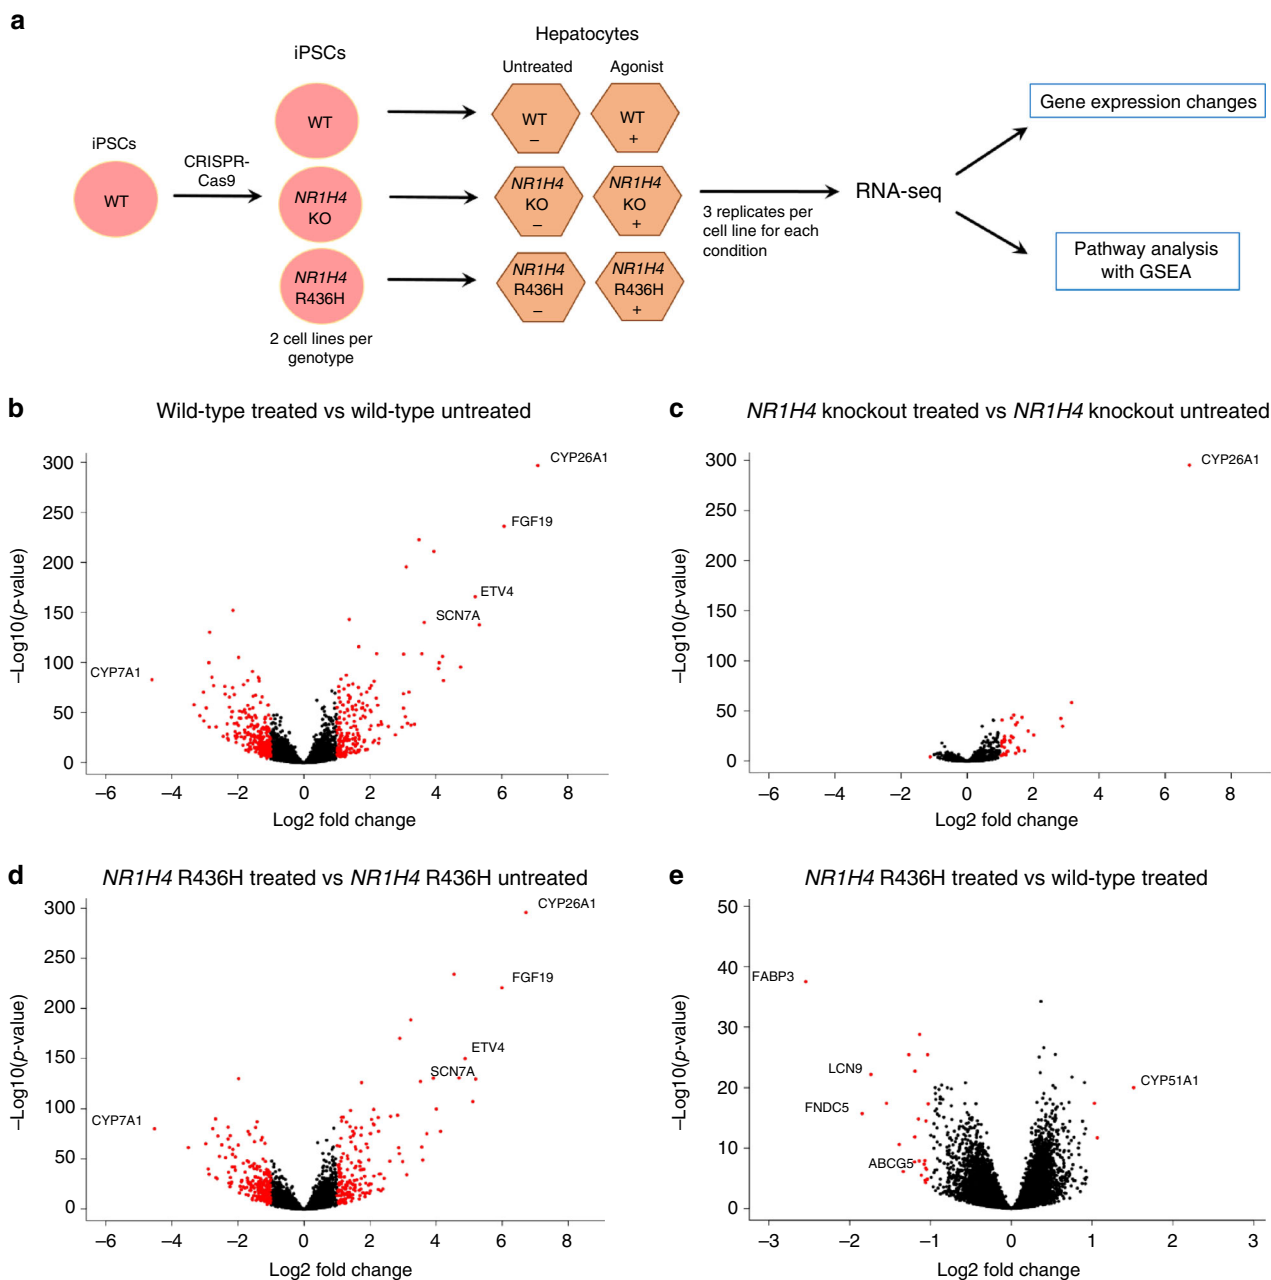 a
iPSCs
WT
CRISPR-
Cas9
iPSCs
WT
NR1H4
KO
NR1H4
R436H
2 cell lines per
genotype
Hepatocytes
Untreated
Agonist
WT
–
WT
+
NR1H4
KO
–
NR1H4
KO
+
NR1H4
R436H
–
NR1H4
R436H
+
3 replicates per
cell line for each
condition
RNA-seq
Gene expression changes
Pathway analysis
with GSEA
b
Wild-type treated vs wild-type untreated
–Log10(p-value)
300
250
200
150
100
50
0
CYP26A1
FGF19
ETV4
SCN7A
CYP7A1
–6 –4 –2 0 2 4 6 8
Log2 fold change
c
NR1H4 knockout treated vs NR1H4 knockout untreated
–Log10(p-value)
300
250
200
150
100
50
0
CYP26A1
–6 –4 –2 0 2 4 6 8
Log2 fold change
d
NR1H4 R436H treated vs NR1H4 R436H untreated
–Log10(p-value)
300
250
200
150
100
50
0
CYP26A1
FGF19
ETV4
SCN7A
CYP7A1
–6 –4 –2 0 2 4 6 8
Log2 fold change
e
NR1H4 R436H treated vs wild-type treated
–Log10(p-value)
50
40
30
20
10
0
FABP3
LCN9
FNDC5
ABCG5
CYP51A1
–3 –2 –1 0 1 2 3
Log2 fold change